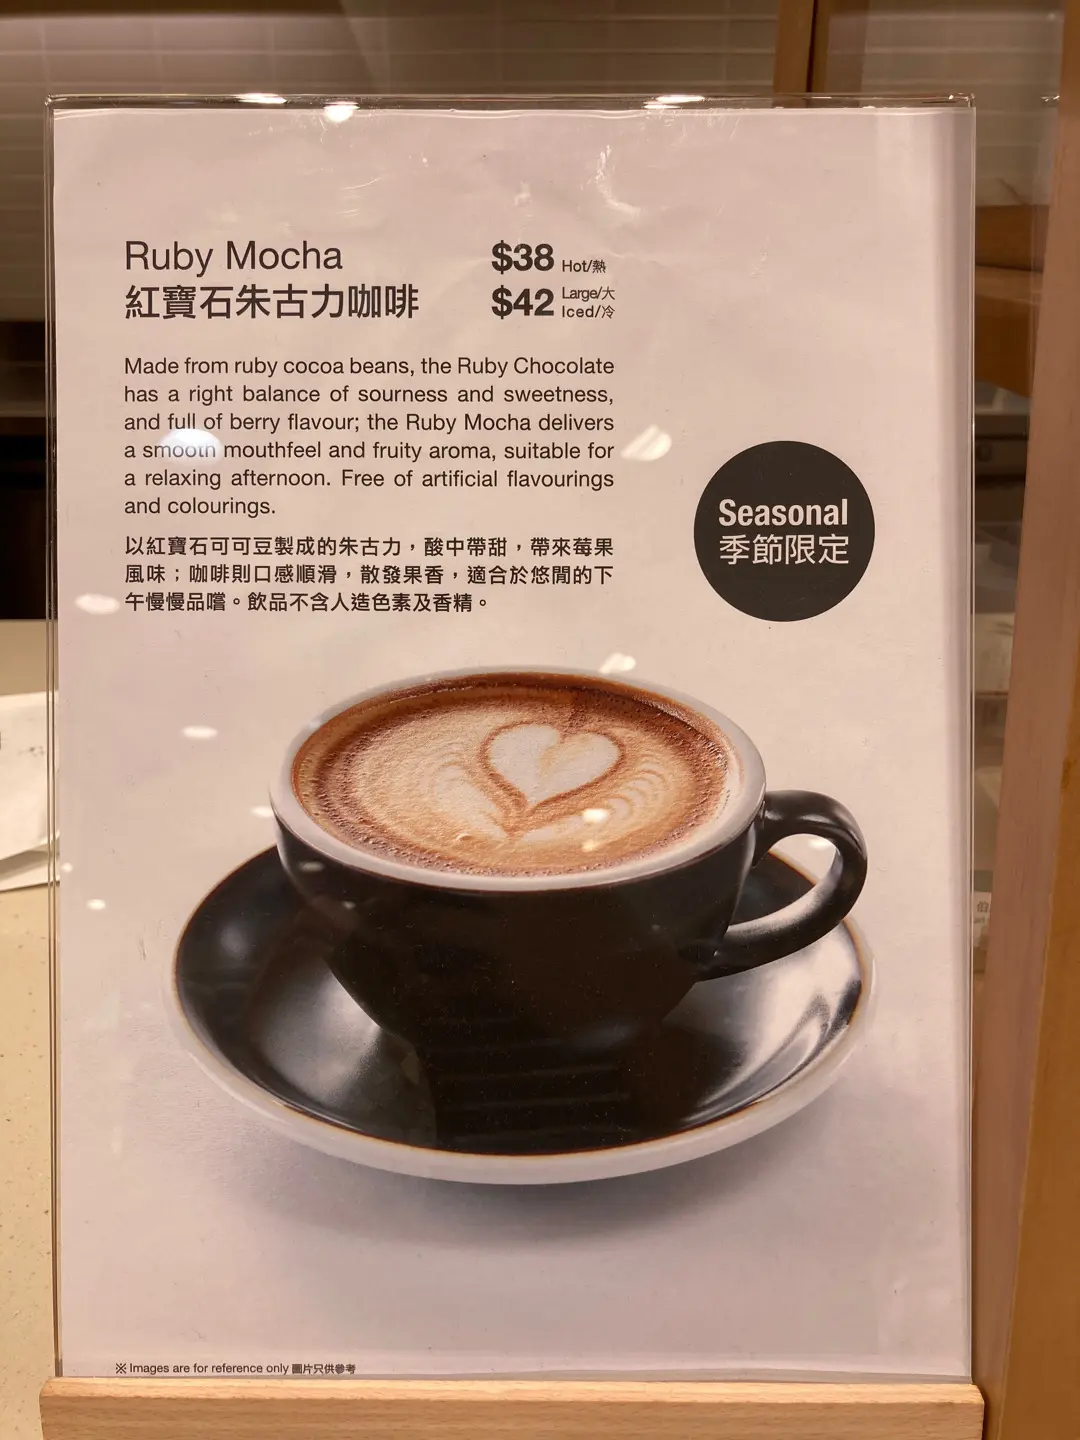 Ruby Mocha
紅寶石朱古力咖啡
$38 Hot/熱
$42 Large/大
Iced/冷
Made from ruby cocoa beans, the Ruby Chocolate
has a right balance of sourness and sweetness,
and full of berry flavour; the Ruby Mocha delivers
a smooth mouthfeel and fruity aroma, suitable for
a relaxing afternoon. Free of artificial flavourings
and colourings.
以紅寶石可可豆製成的朱古力，酸中帶甜，帶來莓果
風味；咖啡則口感順滑，散發果香，適合於悠閒的下
午慢慢品嚐。飲品不含人造色素及香精。
Seasonal
季節限定
※ Images are for reference only 圖片只供參考